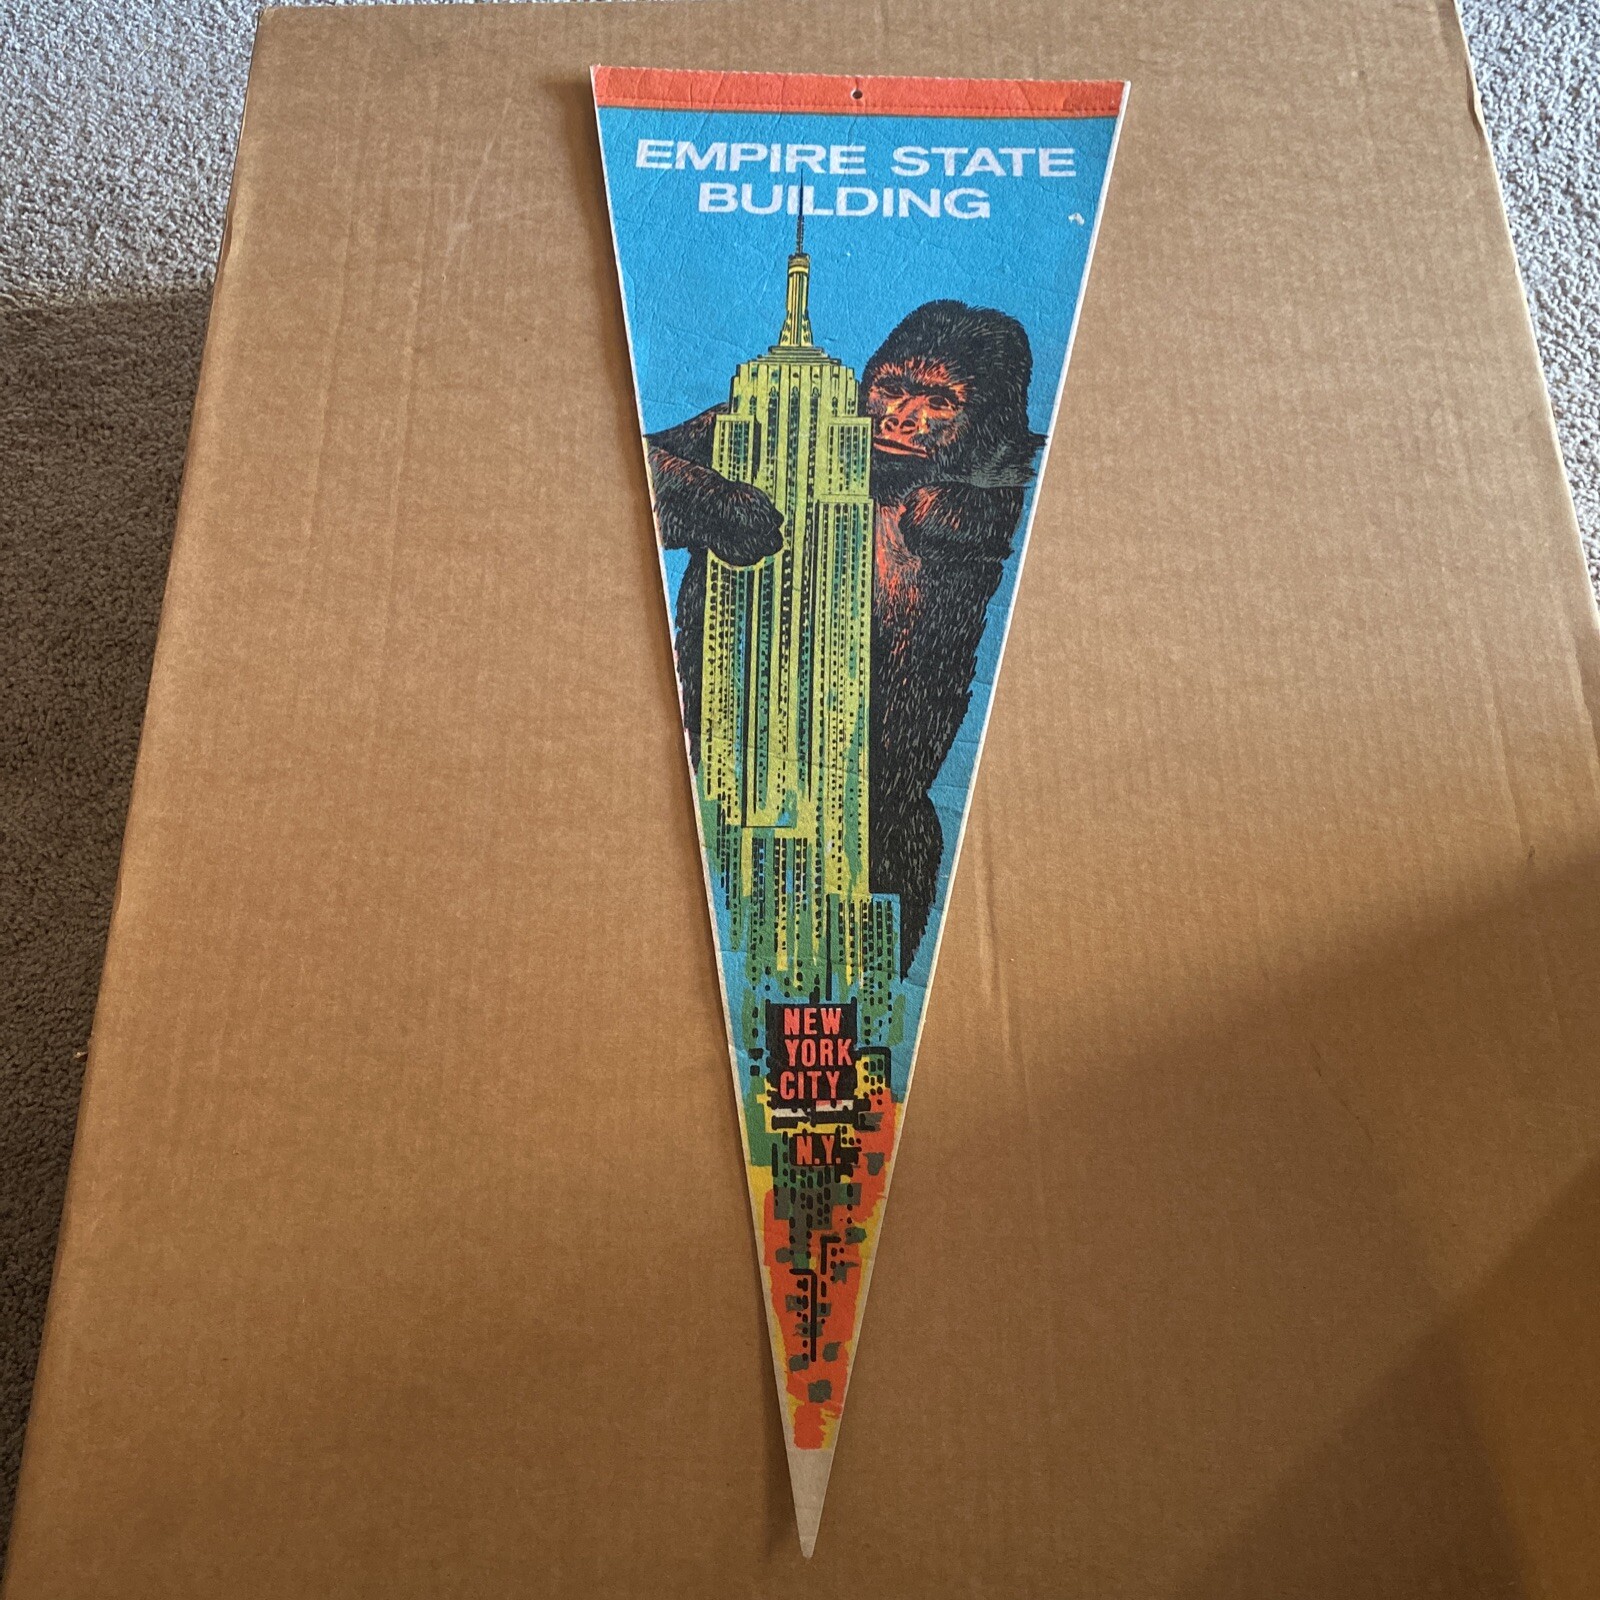 EMPIRE STATE
BUILDING
NEW
YORK
CITY
N.Y.